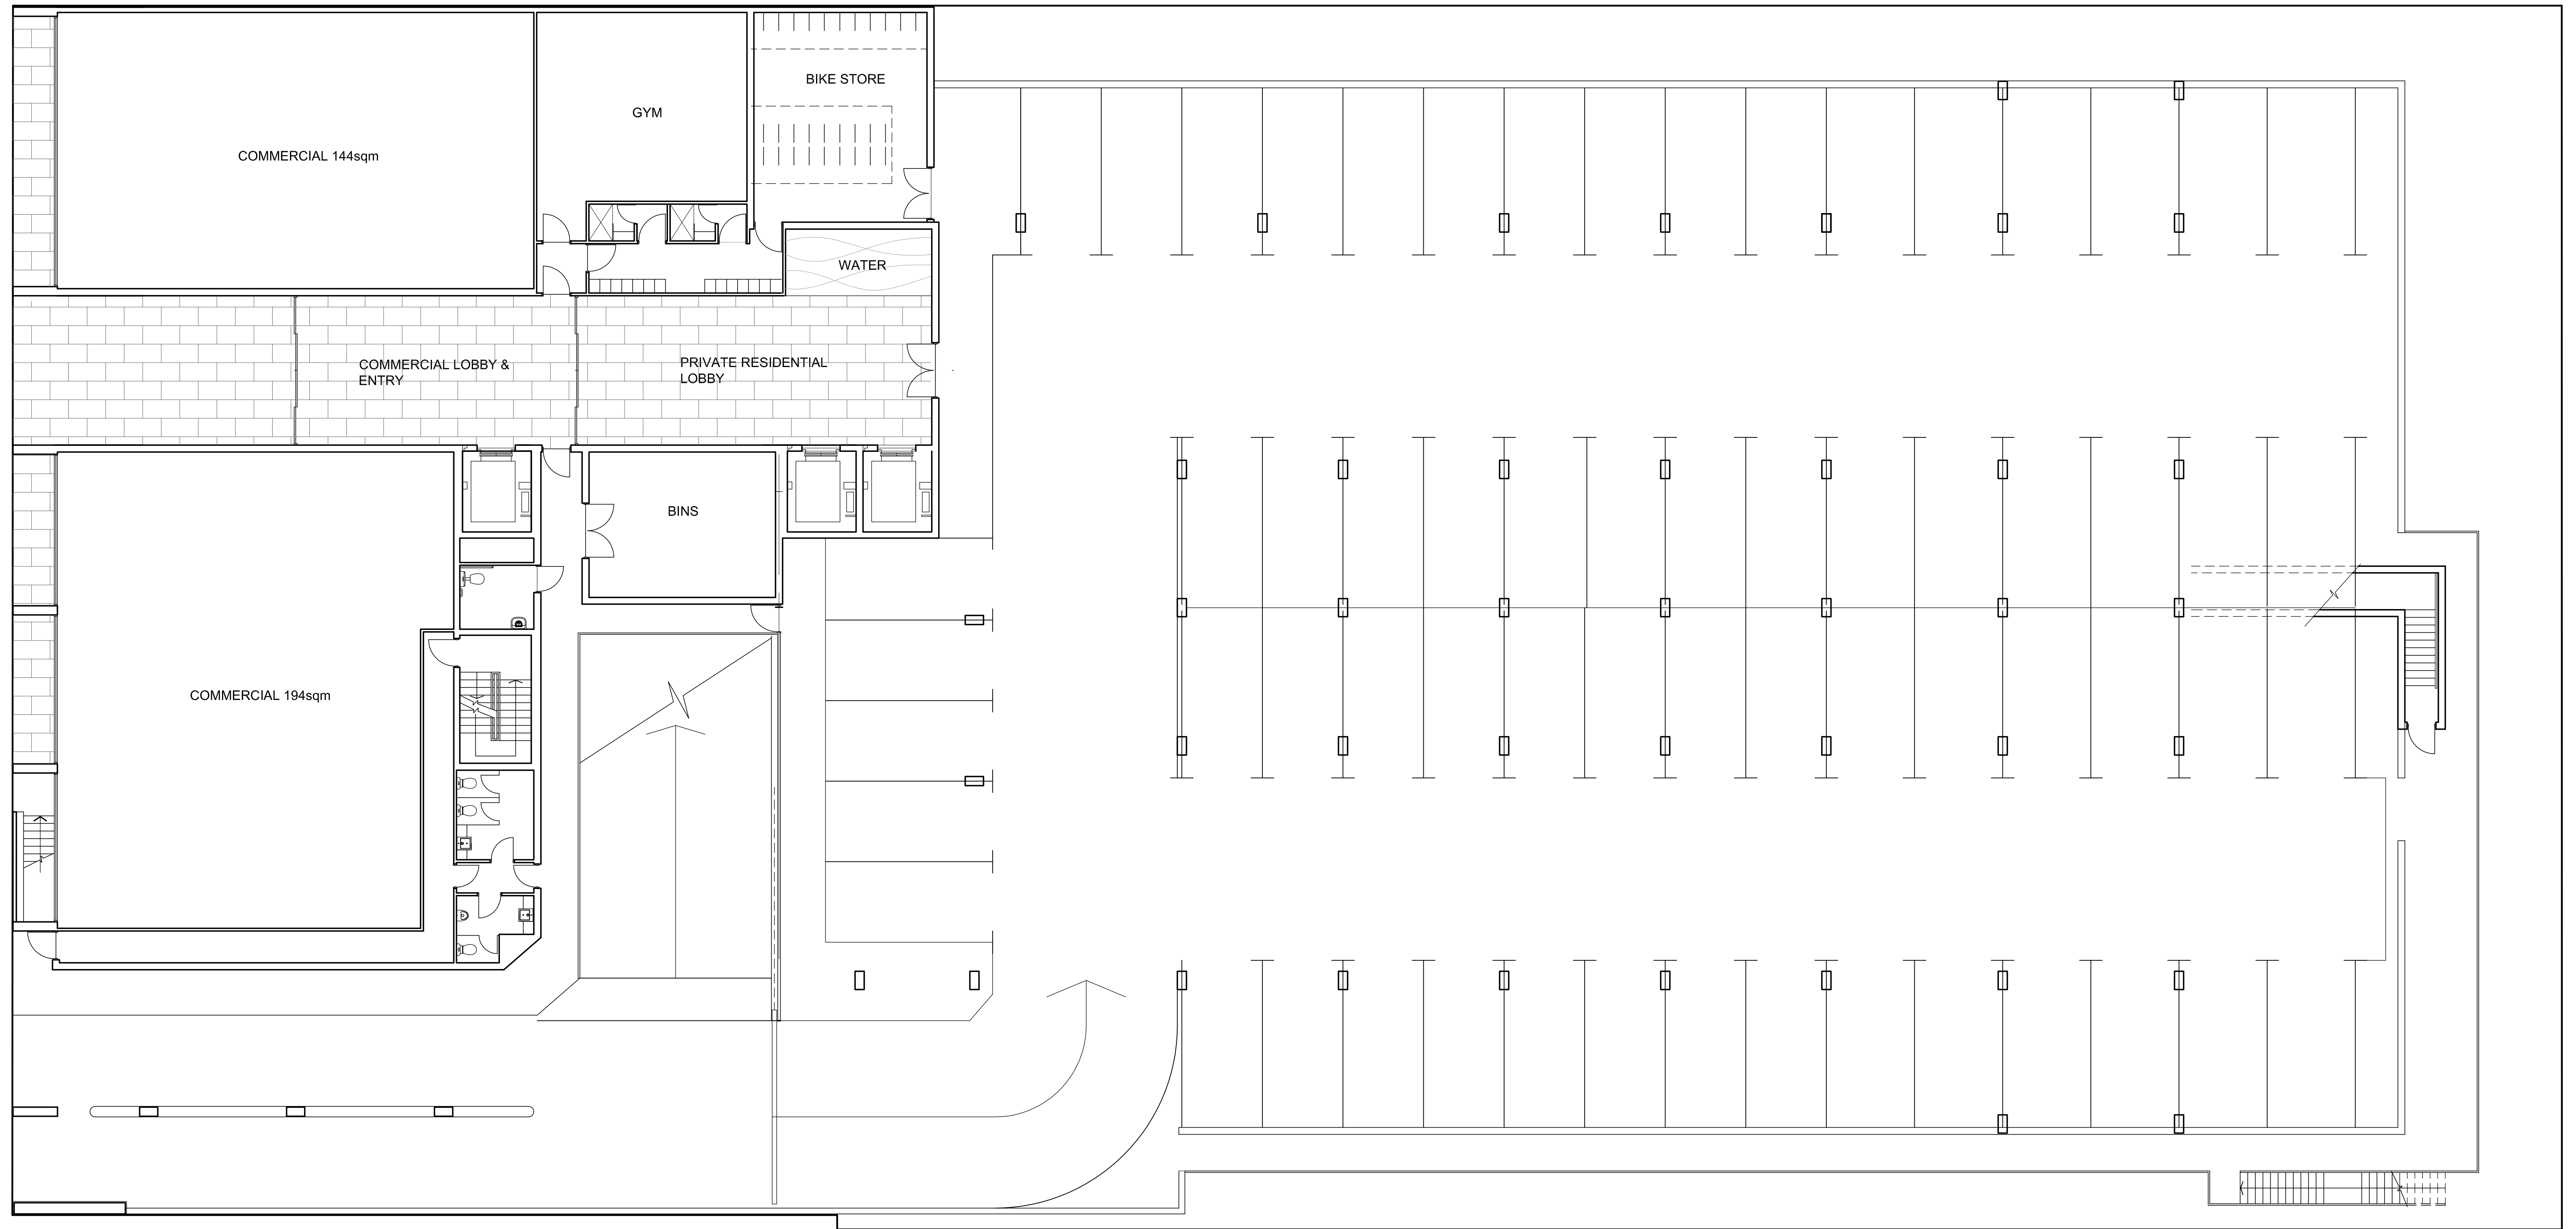 BIKE STORE
GYM
COMMERCIAL 144sqm
WATER
COMMERCIAL LOBBY &
ENTRY
PRIVATE RESIDENTIAL
LOBBY
BINS
COMMERCIAL 194sqm